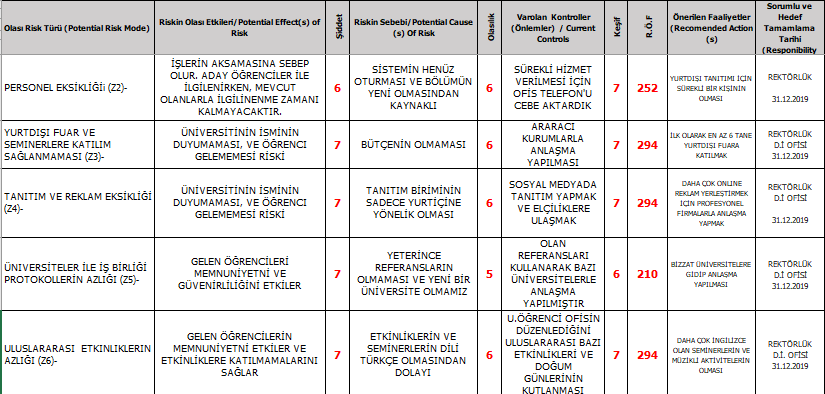 Olası Risk Türü (Potential Risk Mode)
Riskin Olası Etkileri/ Potential Effect(s) of
Risk
Şiddet
Riskin Sebebi/ Potential Cause
(s) Of Risk
Olasılık
Varolan Kontroller
(Önlemler) / Current
Controls
Keşif
R.Ö.F
Önerilen Faaliyetler
(Recomended Action
(s)
Sorumlu ve
Hedef
Tamamlama
Tarihi
(Responibility
PERSONEL EKSİKLİĞİi (Z2)-
İŞLERİN AKSAMASINA SEBEP
OLUR. ADAY ÖĞRENCİLER İLE
İLGİLENİRKEN, MEVCUT
OLANLARLA İLGİLİNENME ZAMANI
KALMAYACAKTIR.
6
SİSTEMİN HENÜZ
OTURMASI VE BÖLÜMÜN
YENİ OLMASINDAN
KAYNAKLI
6
SÜREKLİ HİZMET
VERİLMESİ İÇİN
OFİS TELEFON'U
CEBE AKTARDIK
7
252
YURTDIŞI TANITIMI İÇİN
SÜREKLİ BİR KİŞİNİN
OLMASI
REKTÖRLÜK
31.12.2019
YURTDIŞI FUAR VE
SEMİNERLERE KATILIM
SAĞLANMAMASI (Z3)-
ÜNİVERSİTİNİN İSMİNİN
DUYUMAMASI, VE ÖĞRENCİ
GELEMEMESİ RİSKİ
7
BÜTÇENİN OLMAMASI
6
ARARACI
KURUMLARLA
ANLAŞMA
YAPILMASI
7
294
İLK OLARAK EN AZ 6 TANE
YURTDIŞI FUARA
KATILMAK
REKTÖRLÜK
D.İ OFİSİ
31.12.2019
TANITIM VE REKLAM EKSİKLİĞİ
(Z4)-
ÜNİVERSİTİNİN İSMİNİN
DUYUMAMASI, VE ÖĞRENCİ
GELEMEMESİ RİSKİ
7
TANITIM BİRİMİNİN
SADECE YURTİÇİNE
YÖNELİK OLMASI
6
SOSYAL MEDYADA
TANITIM YAPMAK
VE ELÇİLİKLERE
ULAŞMAK
7
294
DAHA ÇOK ONLINE
REKLAM YERLEŞTİRMEK
İÇİN PROFESYONEL
FİRMALARLA ANLAŞMA
YAPMAK
REKTÖRLÜK
D.İ OFİSİ
31.12.2019
ÜNİVERSİTELER İLE İŞ BİRLİĞİ
PROTOKOLLERİN AZLIĞI (Z5)-
GELEN ÖĞRENCİLERİ
MEMNUNİYETNİ VE
GÜVENİRLİLİĞİNİ ETKİLER
7
YETERİNCE
REFERANSLARIN
OLMAMASI VE YENİ BİR
ÜNİVERSİTE OLMAMIZ
5
OLAN
REFERANSLARI
KULLANARAK BAZI
ÜNİVERSİTELERLE
ANLAŞMA
YAPILMIŞTIR
6
210
BİZZAT ÜNİVERSİTELERE
GİDİP ANLAŞMA
YAPILMASI
REKTÖRLÜK
D.İ OFİSİ
31.12.2019
ULUSLARARASI ETKINLIKLERIN
AZLIĞI (Z6)-
GELEN ÖĞRENCİLERİN
MEMNUNİYETNİ ETKİLER VE
ETKİNLİKLERE KATILMAMALARINI
SAĞLAR
7
ETKİNLİKLERİN VE
SEMİNERLERİN DİLİ
TÜRKÇE OLMASINDAN
DOLAYI
6
U.ÖĞRENCİ OFİSİN
DÜZENLEDİĞİNİ
ULUSLARARASI BAZI
ETKİNLİKLERİ VE
DOĞUM
GÜNLERİNİN
KUTLANMASI
7
294
DAHA ÇOK İNGİLİZCE
OLAN SEMİNERLERİN VE
MÜZİKLİ AKTİVİTELERİN
OLMASI
REKTÖRLÜK
D.İ. OFİSİ
31.12.2019